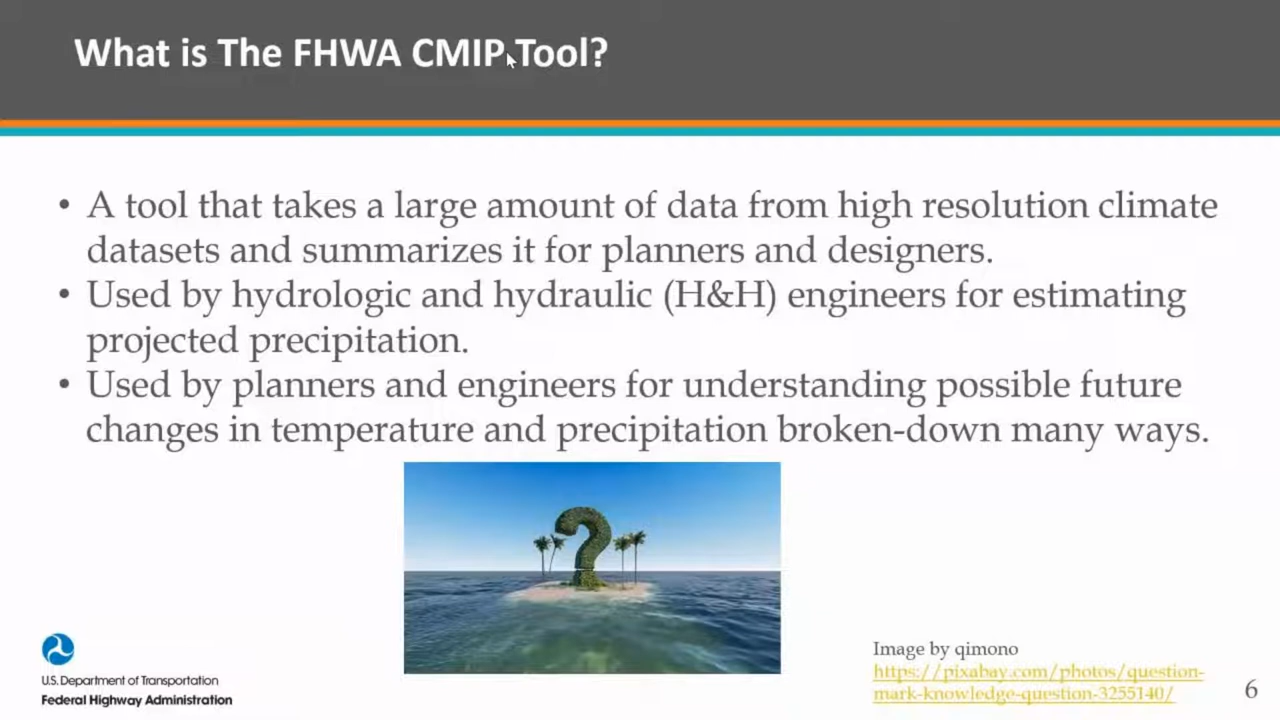 What is The FHWA CMIP Tool?
• A tool that takes a large amount of data from high resolution climate
datasets and summarizes it for planners and designers.
• Used by hydrologic and hydraulic (H&H) engineers for estimating
projected precipitation.
• Used by planners and engineers for understanding possible future
changes in temperature and precipitation broken-down many ways.
?
U.S. Department of Transportation
Federal Highway Administration
Image by qimono
https://pixabay.com/photos/question-
mark-knowledge-question-3255140/
6